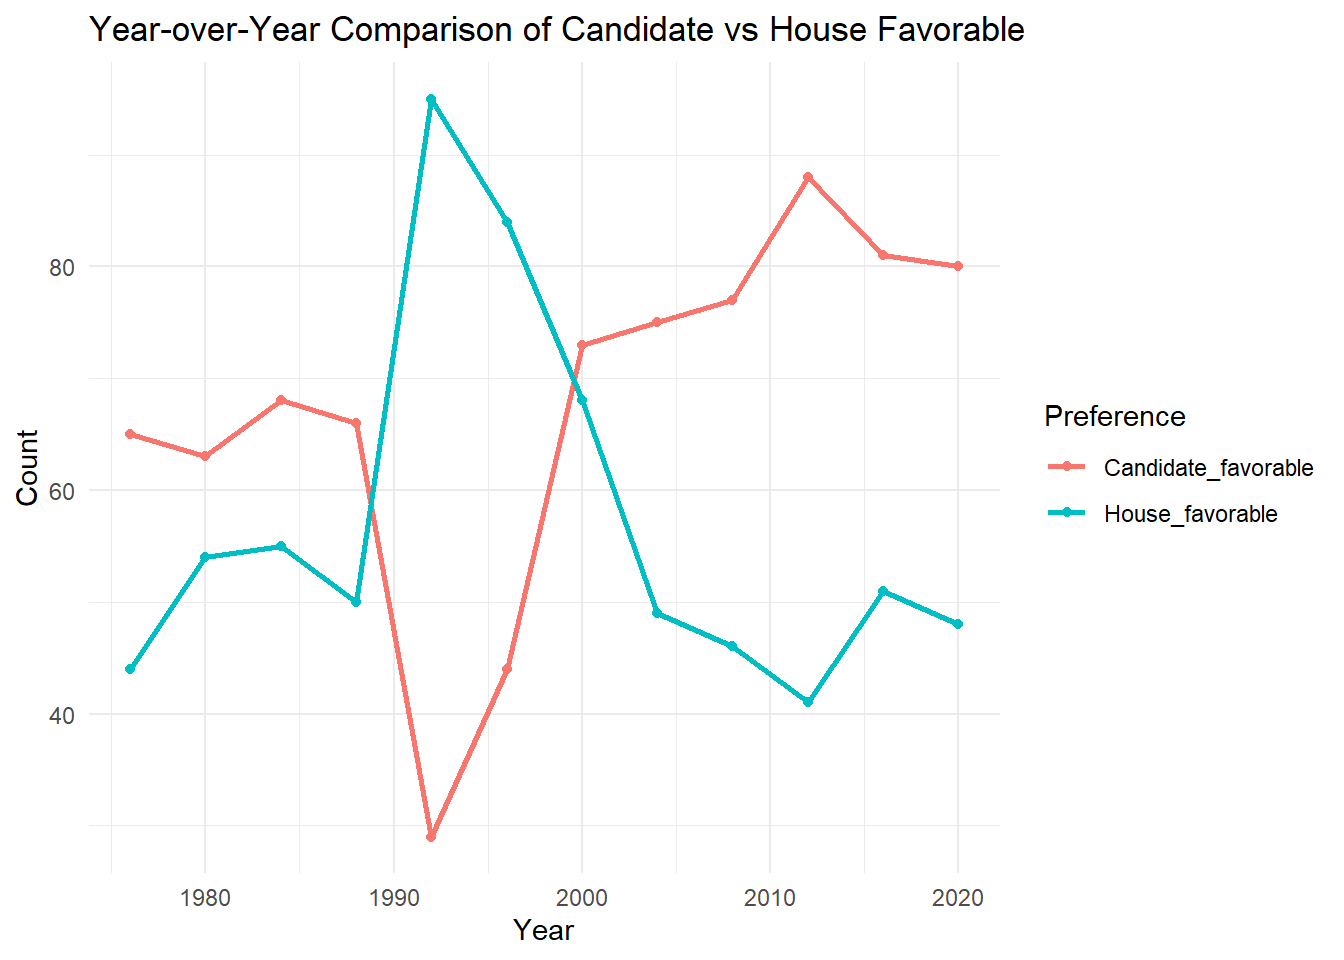 Year-over-Year Comparison of Candidate vs House Favorable
Count
80
60
40
1980
1990
2000
2010
2020
Year
Preference
Candidate_favorable
House_favorable